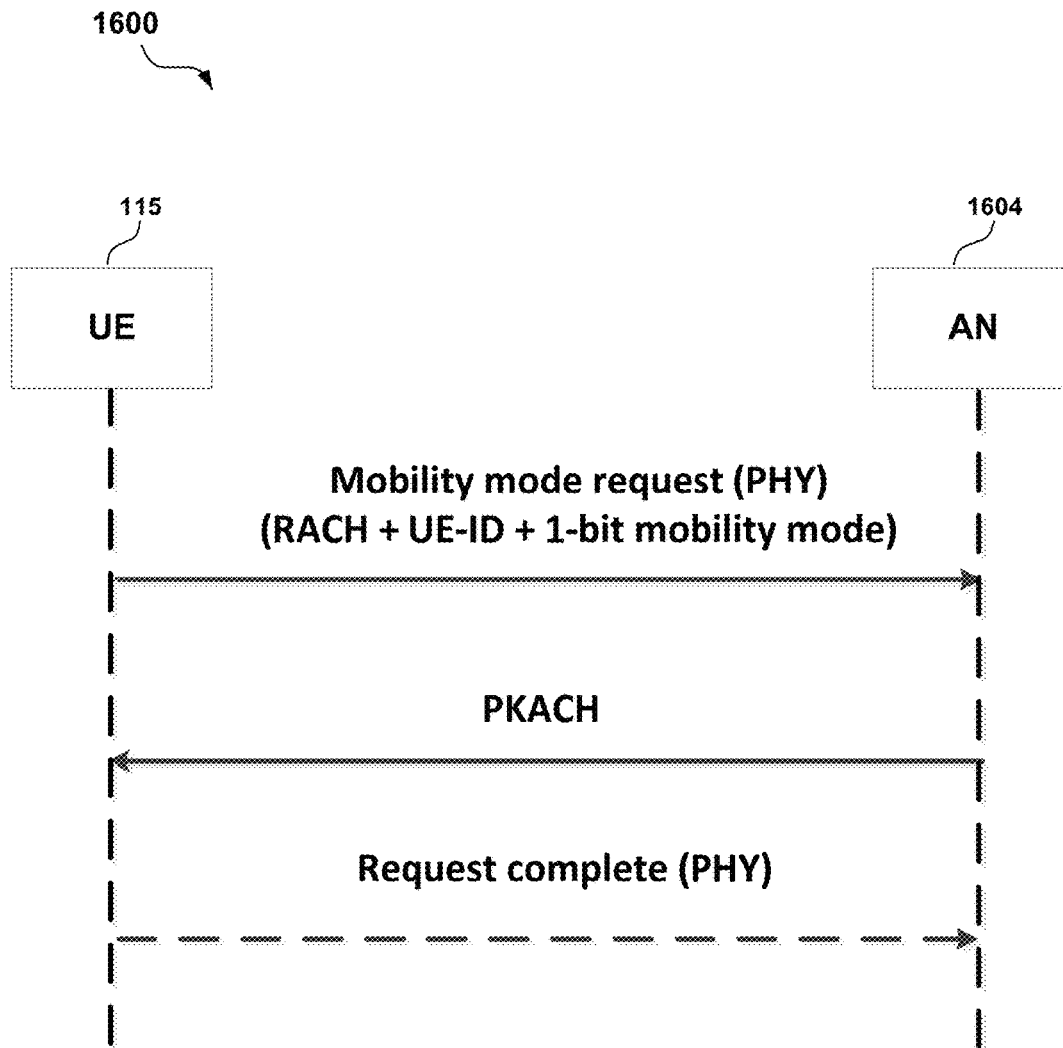 1600
115
1604
UE
AN
Mobility mode request (PHY)
(RACH + UE-ID + 1-bit mobility mode)
PKACH
Request complete (PHY)